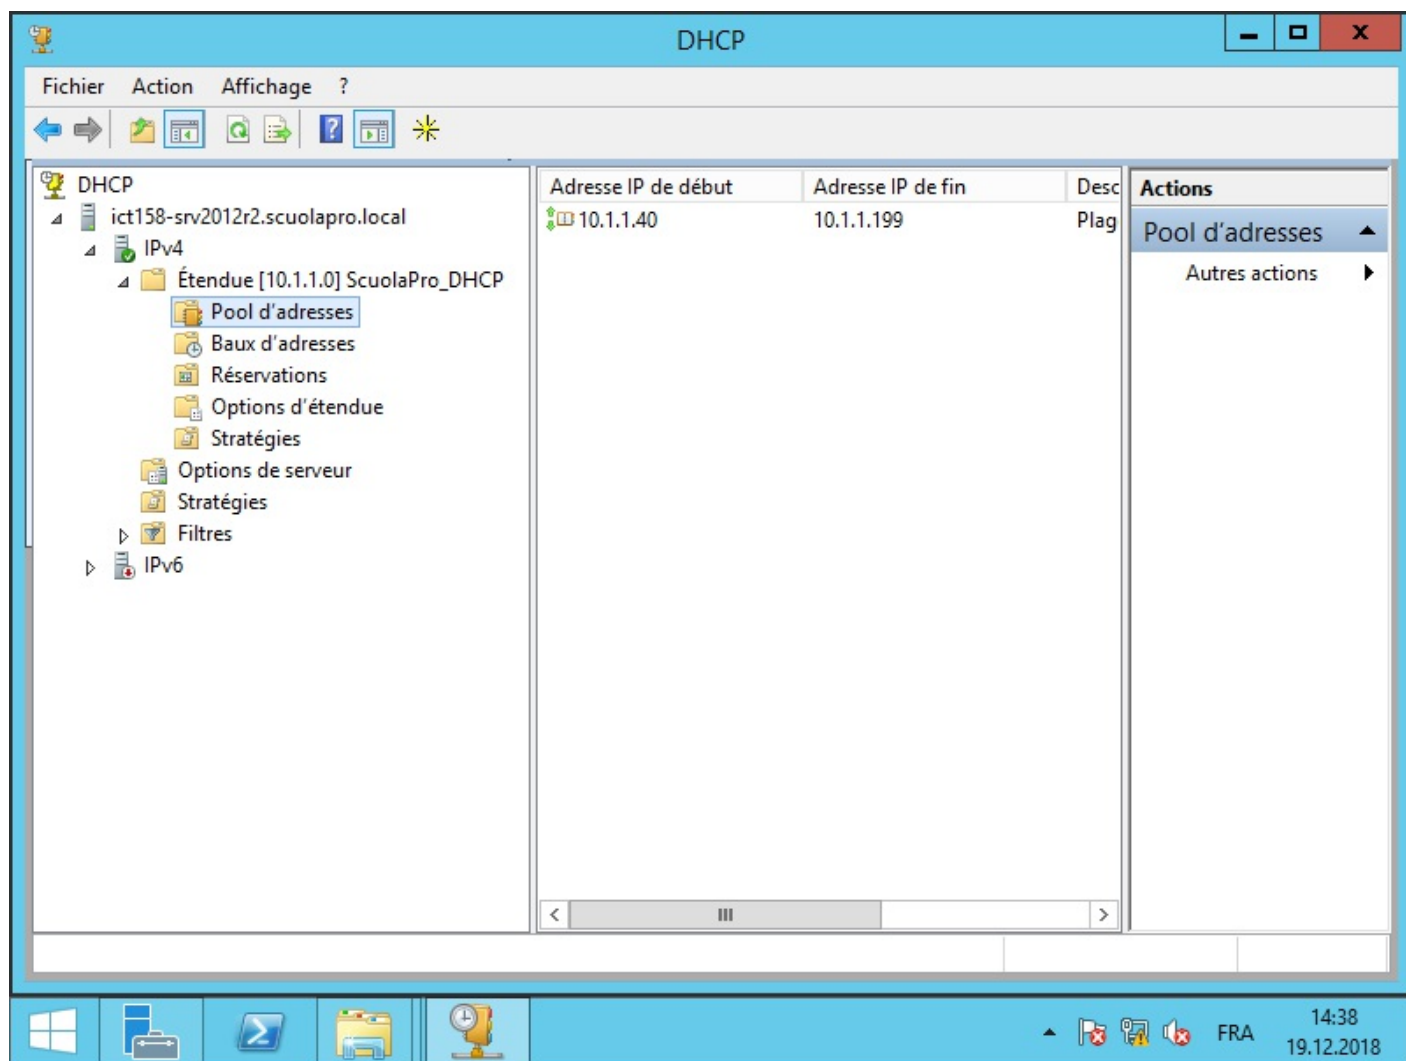 DHCP
Fichier Action Affichage ?
DHCP
ict158-srv2012r2.scuolapro.local
IPv4
Étendue [10.1.1.0] ScuolaPro_DHCP
Pool d'adresses
Baux d'adresses
Réservations
Options d'étendue
Stratégies
Options de serveur
Stratégies
Filtres
IPv6
Adresse IP de début Adresse IP de fin Desc
10.1.1.40 10.1.1.199 Plag
Actions
Pool d'adresses
Autres actions
FRA
14:38
19.12.2018